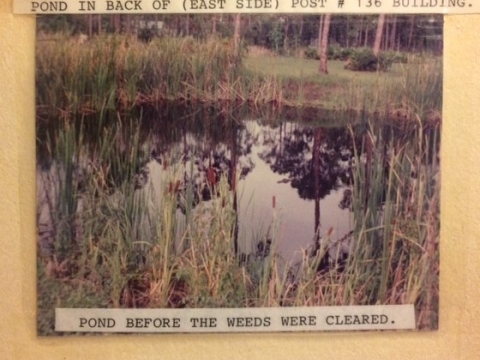 POND IN BACK OF (EAST SIDE) POST # 136 BUILDING.
POND BEFORE THE WEEDS WERE CLEARED.